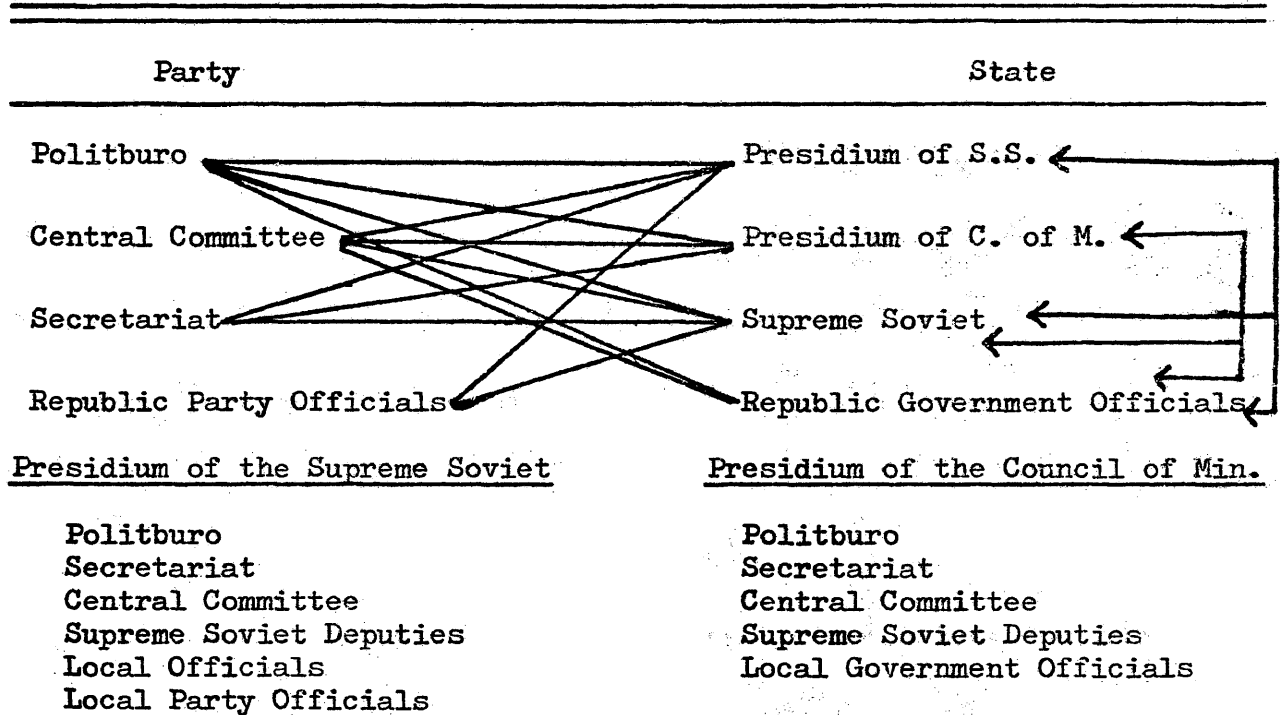 Party State
Politburo Presidium of S.S.
Central Committee Presidium of C. of M.
Secretariat Supreme Soviet
Republic Party Officials Republic Government Officials
Presidium of the Supreme Soviet Presidium of the Council of Min.
Politburo Politburo
Secretariat Secretariat
Central Committee Central Committee
Supreme Soviet Deputies Supreme Soviet Deputies
Local Officials Local Government Officials
Local Party Officials